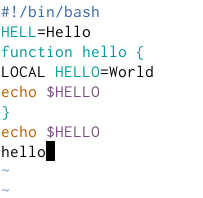 #!/bin/bash
HELL=Hello
function hello {
LOCAL HELLO=World
echo $HELLO
}
echo $HELLO
hello
~
~